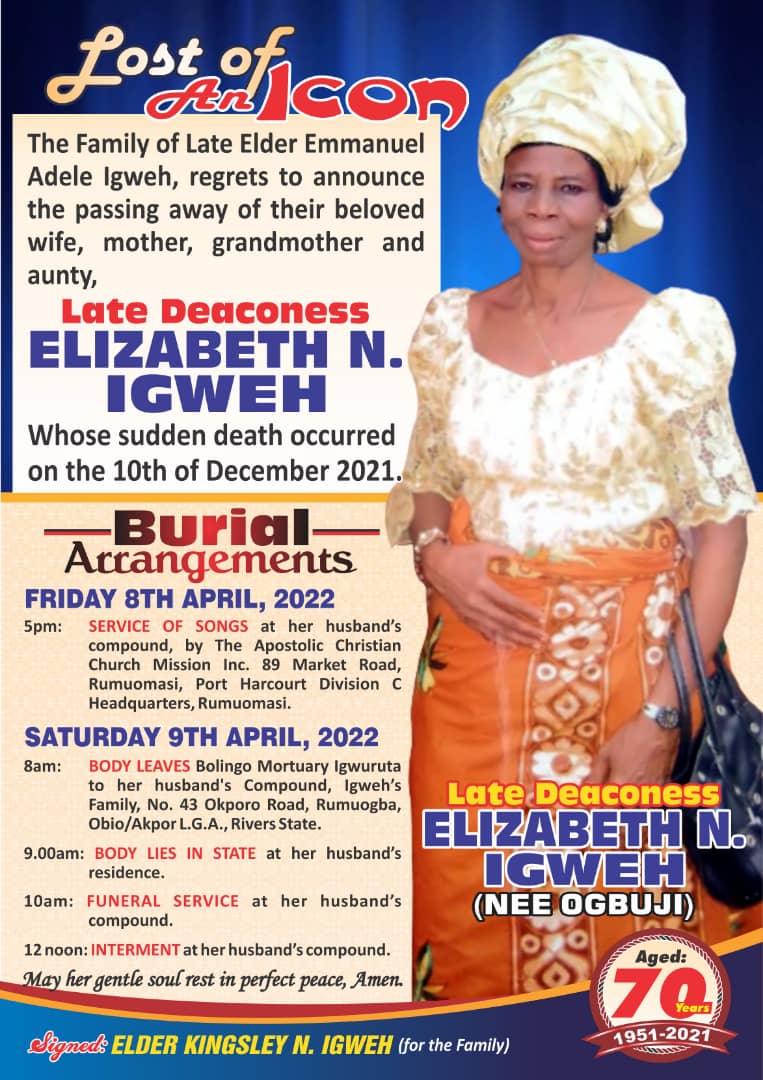 Lost of
An Icon
The Family of Late Elder Emmanuel
Adele Igweh, regrets to announce
the passing away of their beloved
wife, mother, grandmother and
aunty,
Late Deaconess
ELIZABETH N.
IGWEH
Whose sudden death occurred
on the 10th of December 2021.
Burial
Arrangements
FRIDAY 8TH APRIL, 2022
5pm: SERVICE OF SONGS at her husband's
compound, by The Apostolic Christian
Church Mission Inc. 89 Market Road,
Rumuomasi, Port Harcourt Division C
Headquarters, Rumuomasi.
SATURDAY 9TH APRIL, 2022
8am: BODY LEAVES Bolingo Mortuary Igwuruta
to her husband's Compound, Igweh's
Family, No. 43 Okporo Road, Rumuogba,
Obio/Akpor L.G.A., Rivers State.
9.00am: BODY LIES IN STATE at her husband's
residence.
10am: FUNERAL SERVICE at her husband's
compound.
12 noon: INTERMENT at her husband's compound.
May her gentle soul rest in perfect peace, Amen.
Late Deaconess
ELIZABETH N.
IGWEH
(NEE OGBUJI)
Aged:
70
Years
1951-2021
Signed: ELDER KINGSLEY N. IGWEH (for the Family)